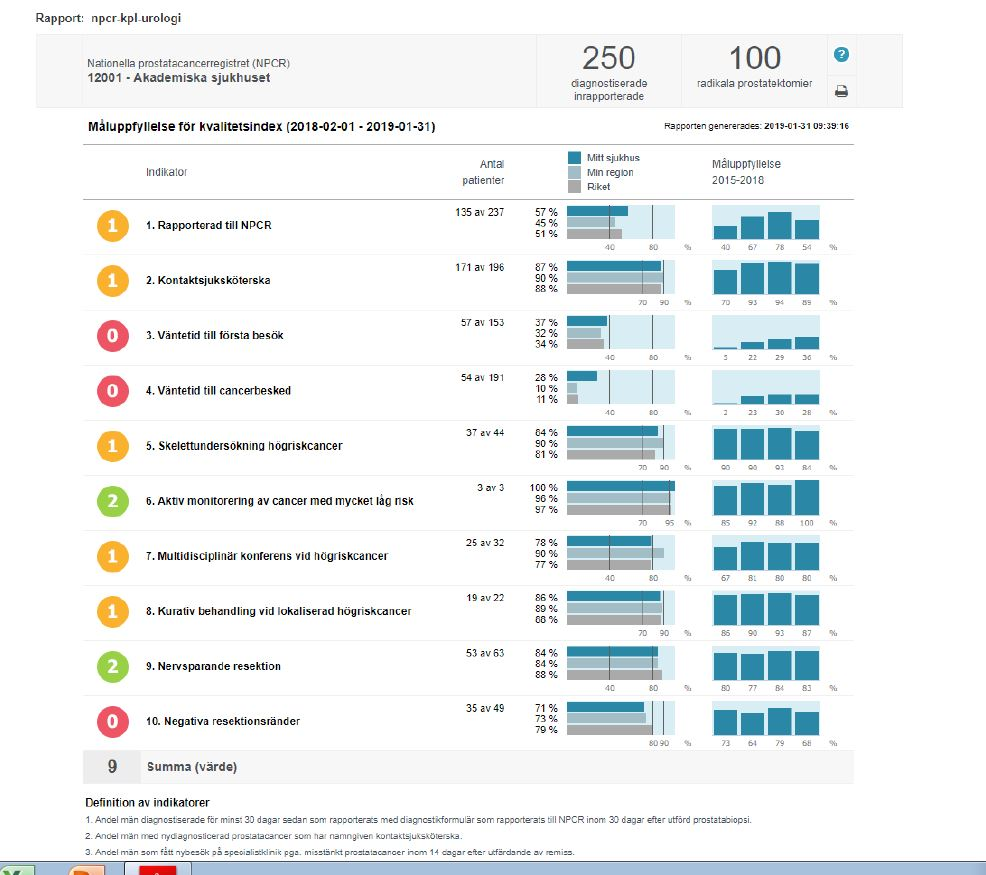 Rapport: npcr-kpl-urologi
Nationella prostatacancerregistret (NPCR)
12001 - Akademiska sjukhuset
250
diagnostiserade
inrapporterade
100
radikala prostatektomier
?
Måluppfyllelse för kvalitetsindex (2018-02-01 - 2019-01-31)
Rapporten genererades: 2019-01-31 09:39:16
Indikator
Antal
patienter
Mitt sjukhus
Min region
Riket
Måluppfyllelse
2015-2018
1 1. Rapporterad till NPCR 135 av 237
57 %
45 %
51 %
40 80 % 40 67 78 54 %
1 2. Kontaktsjuksköterska 171 av 196
87 %
90 %
88 %
70 90 % 70 93 94 89 %
0 3. Väntetid till första besök 57 av 153
37 %
32 %
34 %
40 80 % 5 22 29 36 %
0 4. Väntetid till cancerbesked 54 av 191
28 %
10 %
11 %
40 80 % 2 23 30 28 %
1 5. Skelettundersökning högriskcancer 37 av 44
84 %
90 %
81 %
70 90 % 90 90 93 84 %
2 6. Aktiv monitorering av cancer med mycket låg risk 3 av 3
100 %
96 %
97 %
70 95 % 85 92 88 100 %
1 7. Multidisciplinär konferens vid högriskcancer 25 av 32
78 %
90 %
77 %
40 80 % 67 81 80 80 %
1 8. Kurativ behandling vid lokaliserad högriskcancer 19 av 22
86 %
89 %
88 %
70 90 % 86 90 93 87 %
2 9. Nervsparande resektion 53 av 63
84 %
84 %
88 %
40 80 % 80 77 84 83 %
0 10. Negativa resektionsränder 35 av 49
71 %
73 %
79 %
80 90 % 73 64 79 68 %
9 Summa (värde)
Definition av indikatorer
1. Andel män diagnostiserade för minst 30 dagar sedan som rapporterats med diagnostikformulär som rapporterats till NPCR inom 30 dagar efter utförd prostatabiopsi.
2. Andel män med nydiagnosticerad prostatacancer som har namngiven kontaktsjuksköterska.
3. Andel män som fått nybesök på specialistklinik pga. misstänkt prostatacancer inom 14 dagar efter utfärdande av remiss.